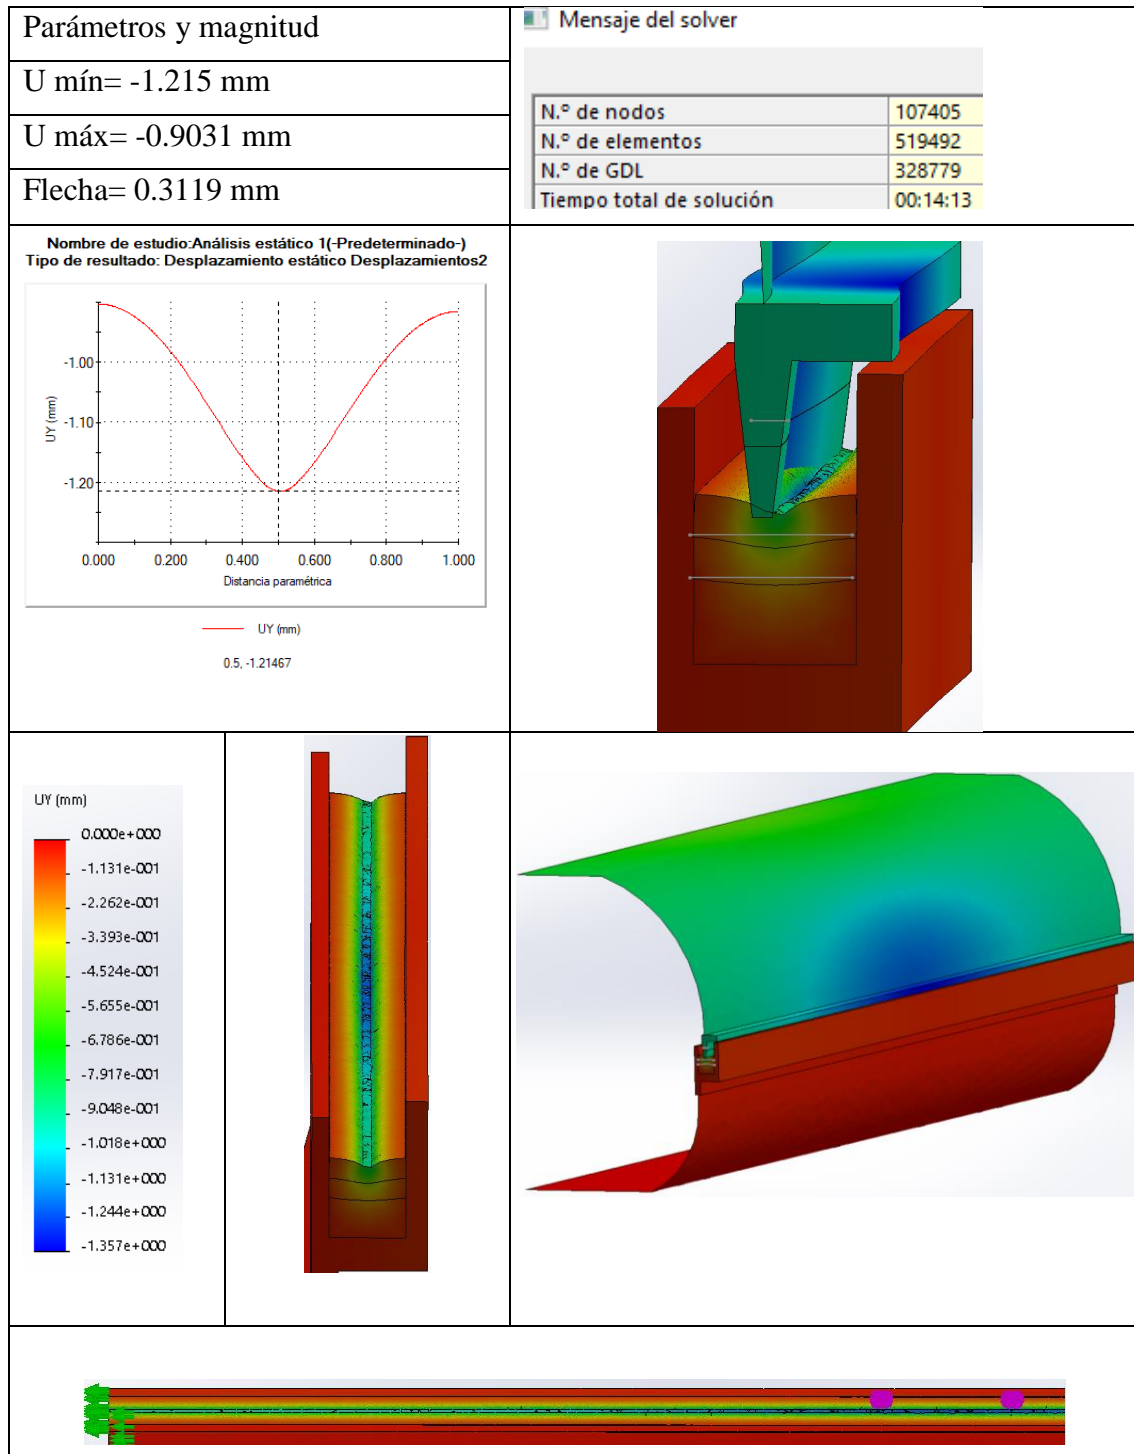 Parámetros y magnitud
U mín= -1.215 mm
U máx= -0.9031 mm
Flecha= 0.3119 mm
Mensaje del solver
N.º de nodos 107405
N.º de elementos 519492
N.º de GDL 328779
Tiempo total de solución 00:14:13
Nombre de estudio:Análisis estático 1(-Predeterminado-)
Tipo de resultado: Desplazamiento estático Desplazamientos2
UY (mm)
-1.00
-1.10
-1.20
0.000 0.200 0.400 0.600 0.800 1.000
Distancia paramétrica
UY (mm)
0.5, -1.21467
UY (mm)
0.000e+000
-1.131e-001
-2.262e-001
-3.393e-001
-4.524e-001
-5.655e-001
-6.786e-001
-7.917e-001
-9.048e-001
-1.018e+000
-1.131e+000
-1.244e+000
-1.357e+000